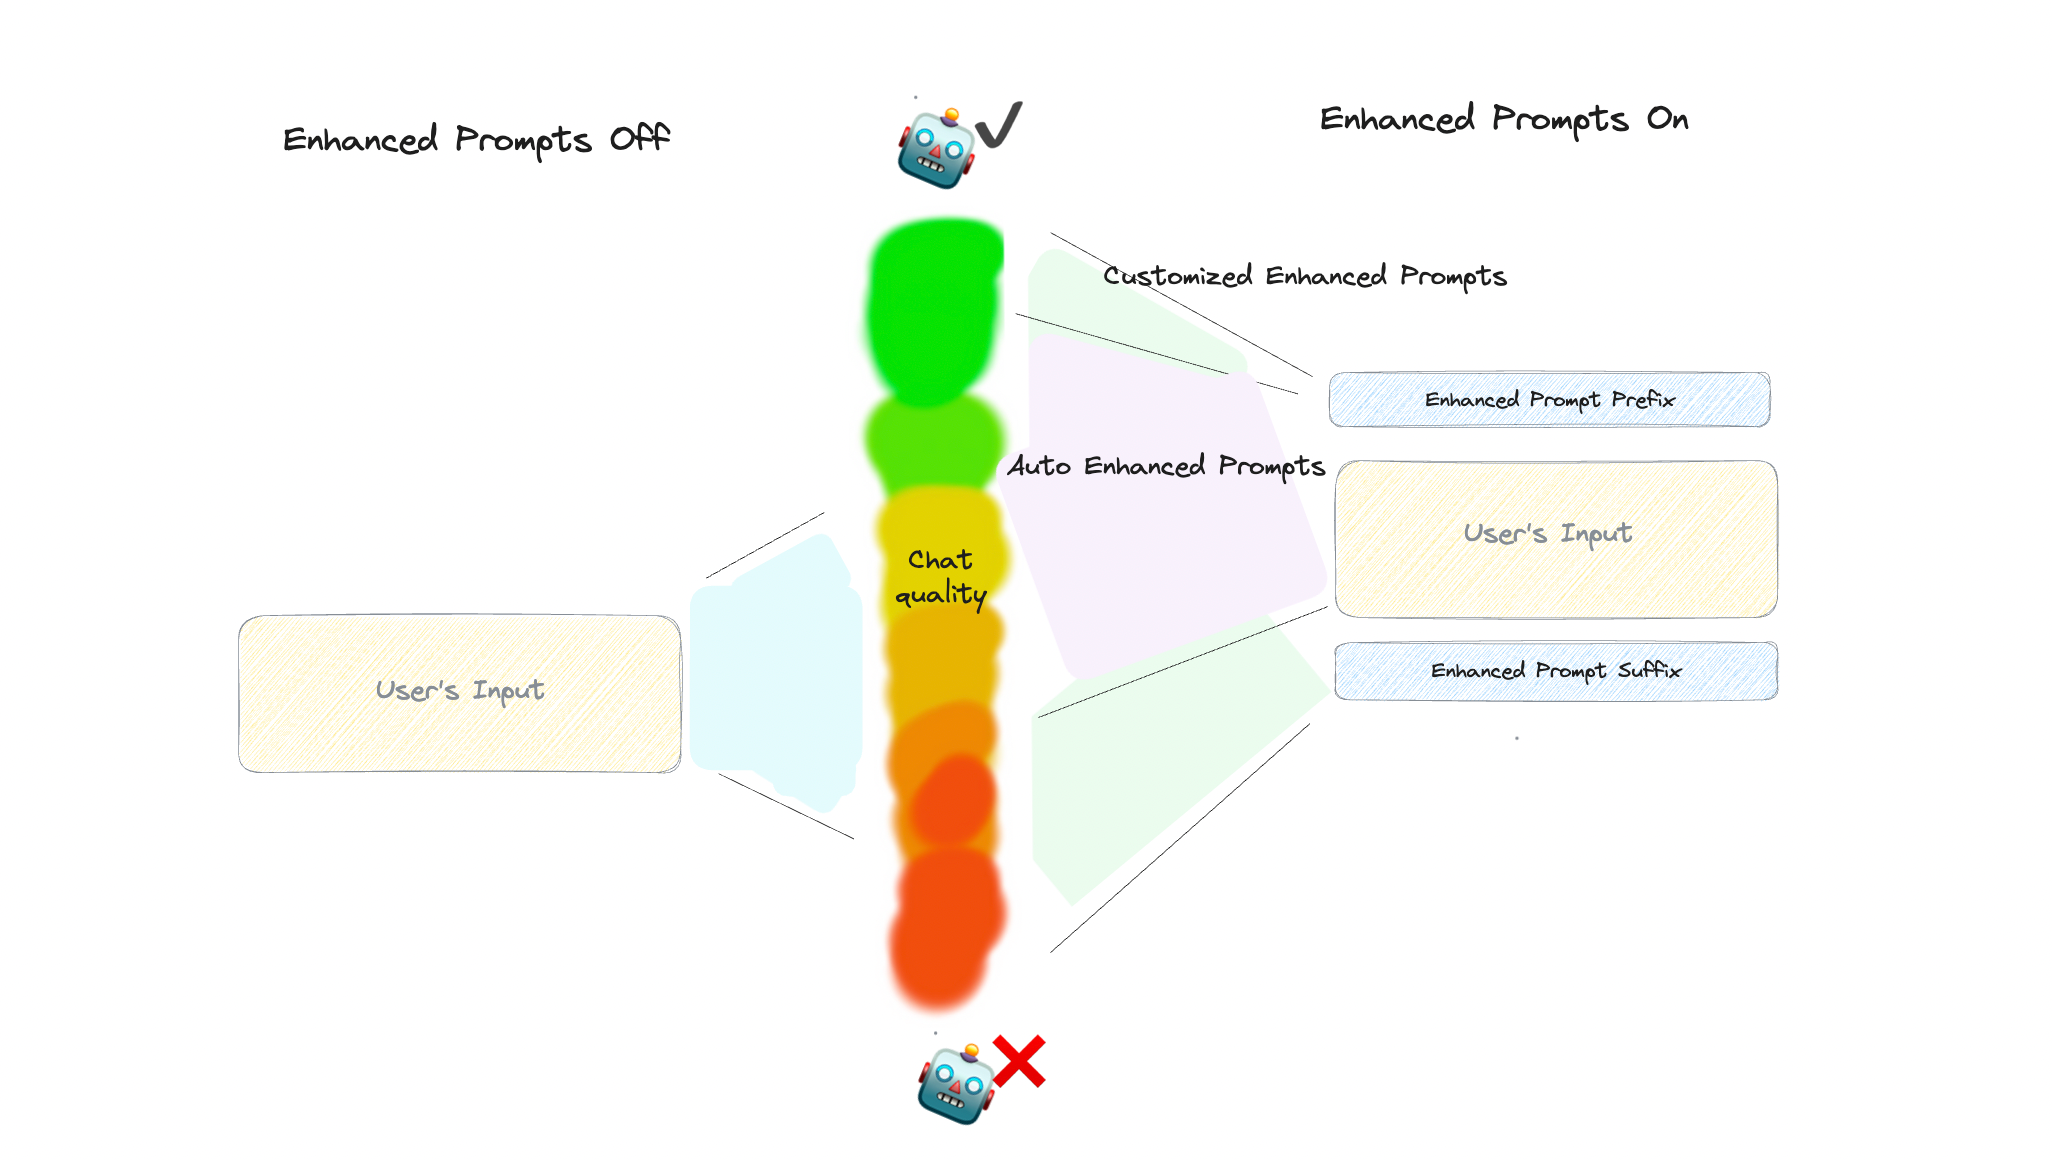 Enhanced Prompts Off
Enhanced Prompts On
Customized Enhanced Prompts
Enhanced Prompt Prefix
Auto Enhanced Prompts
User's Input
Chat
quality
Enhanced Prompt Suffix
User's Input